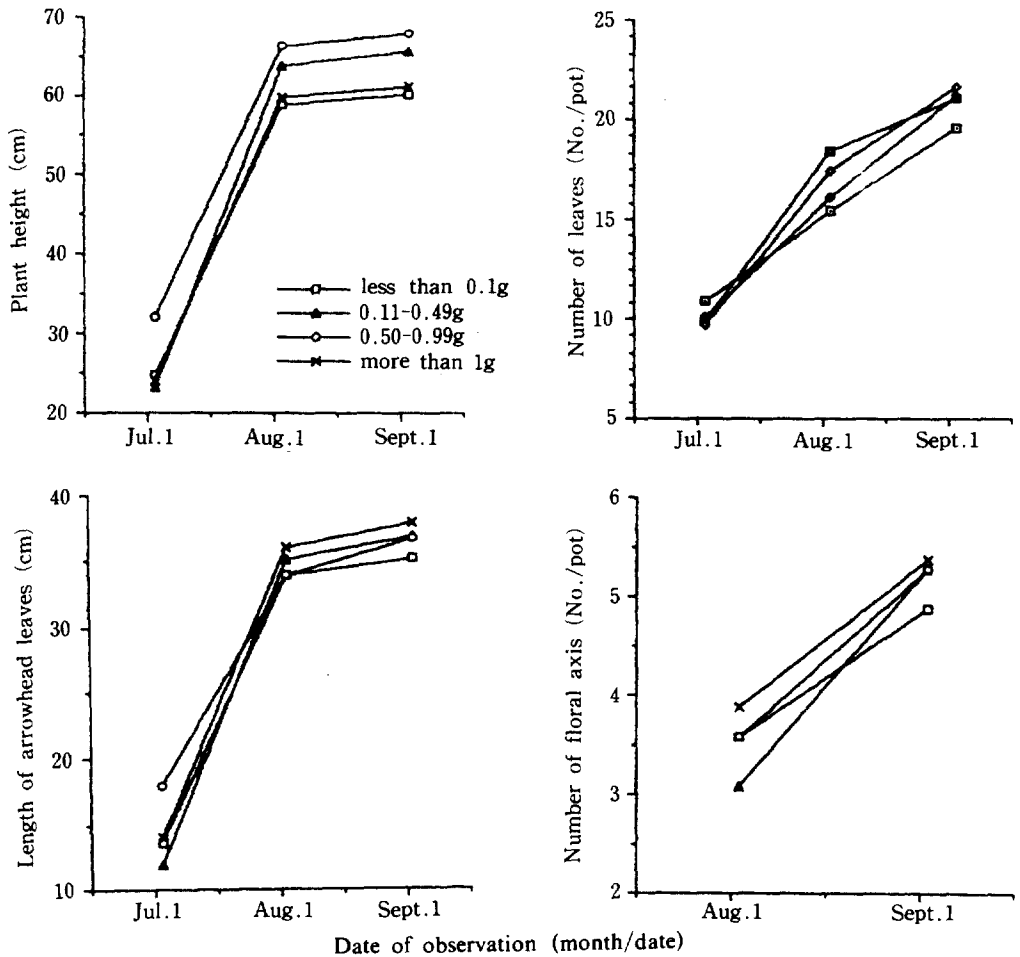 70
60
50
40
30
20
Plant height (cm)
Jul.1 Aug.1 Sept.1
less than 0.1g
0.11-0.49g
0.50-0.99g
more than 1g
25
20
15
10
5
Number of leaves (No./pot)
Jul.1 Aug.1 Sept.1
40
30
20
10
Length of arrowhead leaves (cm)
Jul.1 Aug.1 Sept.1
6
5
4
3
2
Number of floral axis (No./pot)
Aug.1 Sept.1
Date of observation (month/date)